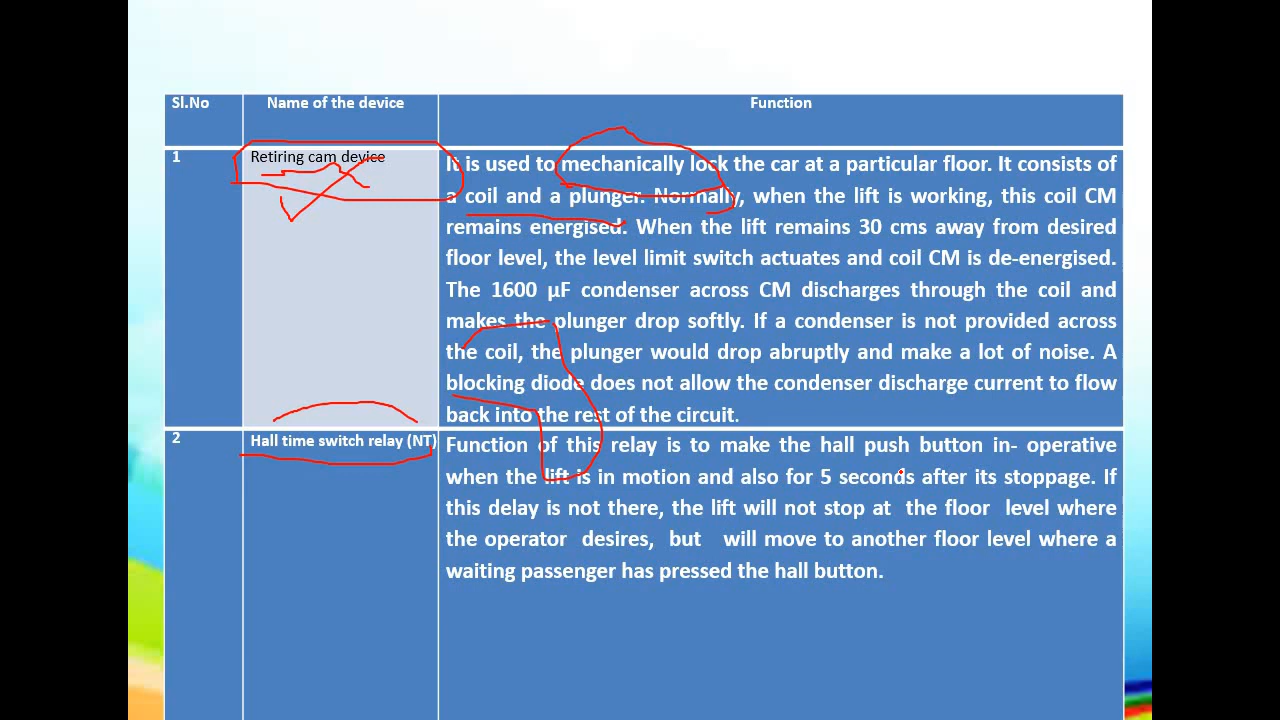 Sl.No Name of the device Function
1 Retiring cam device It is used to mechanically lock the car at a particular floor. It consists of
a coil and a plunger. Normally, when the lift is working, this coil CM
remains energised. When the lift remains 30 cms away from desired
floor level, the level limit switch actuates and coil CM is de-energised.
The 1600 µF condenser across CM discharges through the coil and
makes the plunger drop softly. If a condenser is not provided across
the coil, the plunger would drop abruptly and make a lot of noise. A
blocking diode does not allow the condenser discharge current to flow
back into the rest of the circuit.
2 Hall time switch relay (NT) Function of this relay is to make the hall push button in- operative
when the lift is in motion and also for 5 seconds after its stoppage. If
this delay is not there, the lift will not stop at the floor level where
the operator desires, but will move to another floor level where a
waiting passenger has pressed the hall button.